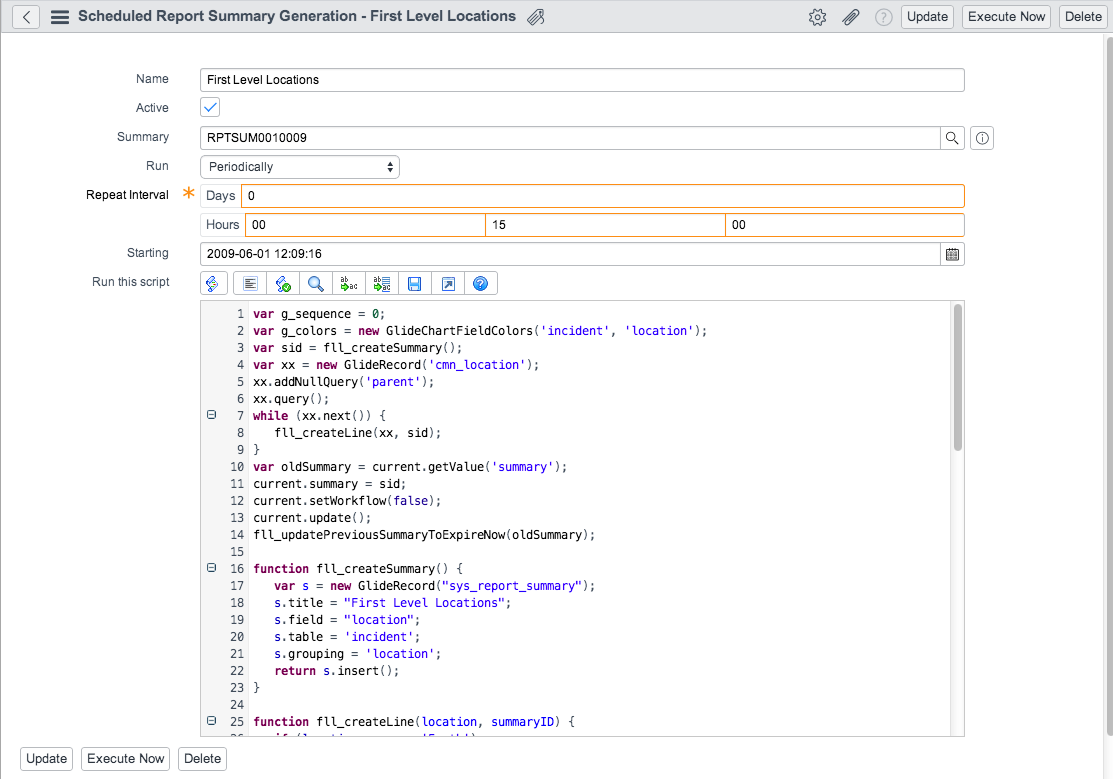 Scheduled Report Summary Generation - First Level Locations
Update Execute Now Delete
Name First Level Locations
Active
Summary RPTSUM0010009
Run Periodically
Repeat Interval * Days 0
Hours 00 15 00
Starting 2009-06-01 12:09:16
Run this script
1 var g_sequence = 0;
2 var g_colors = new GlideChartFieldColors('incident', 'location');
3 var sid = fll_createSummary();
4 var xx = new GlideRecord('cmn_location');
5 xx.addNullQuery('parent');
6 xx.query();
7 while (xx.next()) {
8 fll_createLine(xx, sid);
9 }
10 var oldSummary = current.getValue('summary');
11 current.summary = sid;
12 current.setWorkflow(false);
13 current.update();
14 fll_updatePreviousSummaryToExpireNow(oldSummary);
15
16 function fll_createSummary() {
17 var s = new GlideRecord("sys_report_summary");
18 s.title = "First Level Locations";
19 s.field = "location";
20 s.table = 'incident';
21 s.grouping = 'location';
22 return s.insert();
23 }
24
25 function fll_createLine(location, summaryID) {
Update Execute Now Delete